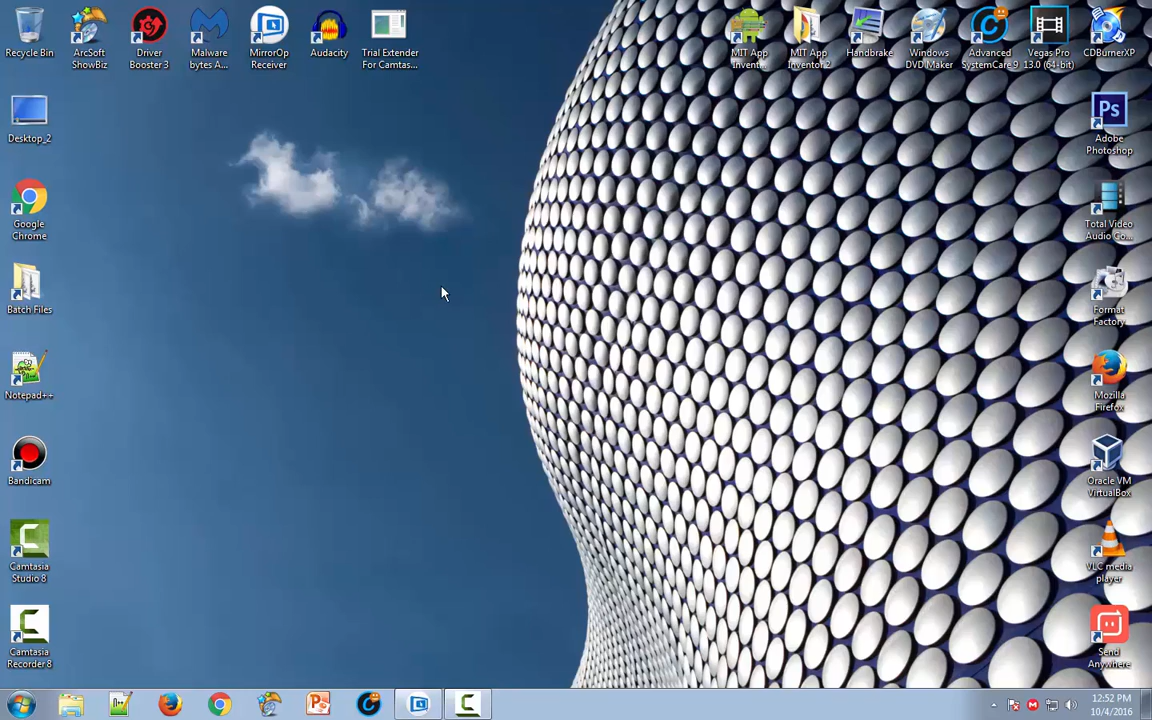 Recycle Bin
ArcSoft
ShowBiz
Driver
Booster 3
Malware
bytes A...
MirrorOp
Receiver
Audacity
Trial Extender
For Camtas...
MIT App
Invent...
MIT App
Inventor 2
Handbrake
Windows
DVD Maker
Advanced
SystemCare 9
Vegas Pro
13.0 (64-bit)
CDBurnerXP
Desktop_2
Ps
Adobe
Photoshop
Google
Chrome
Total Video
Audio Co...
Batch Files
Format
Factory
Notepad++
Mozilla
Firefox
Bandicam
Oracle VM
VirtualBox
Camtasia
Studio 8
VLC media
player
Camtasia
Recorder 8
Send
Anywhere
12:52 PM
10/4/2016